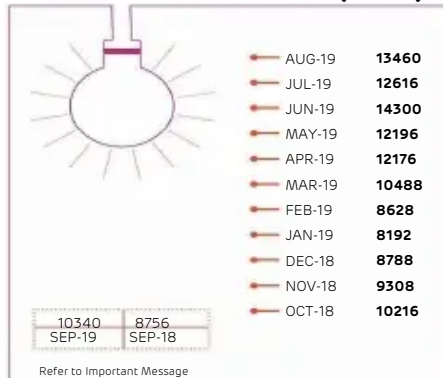 AUG-19 13460
JUL-19 12616
JUN-19 14300
MAY-19 12196
APR-19 12176
MAR-19 10488
FEB-19 8628
JAN-19 8192
DEC-18 8788
NOV-18 9308
OCT-18 10216
10340 8756
SEP-19 SEP-18
Refer to Important Message